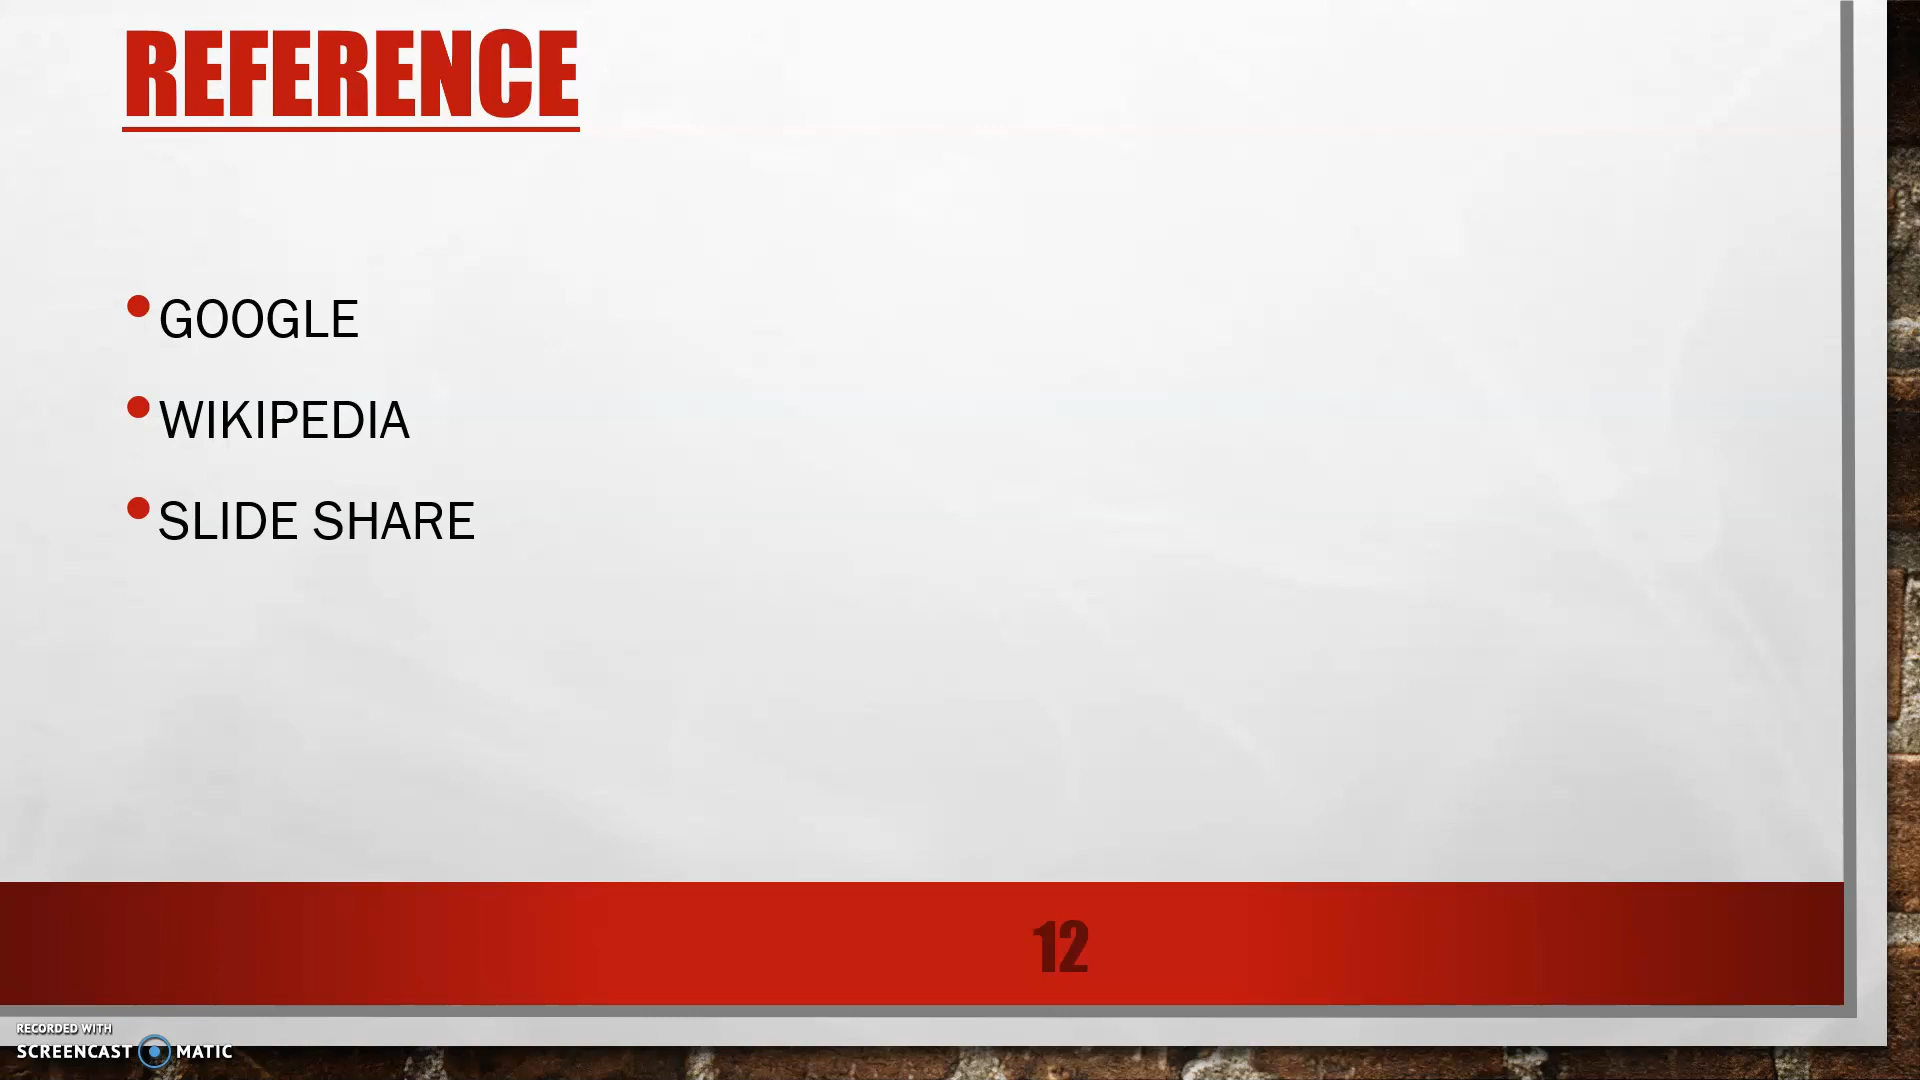 REFERENCE
GOOGLE
WIKIPEDIA
SLIDE SHARE
12
RECORDED WITH
SCREENCAST MATIC